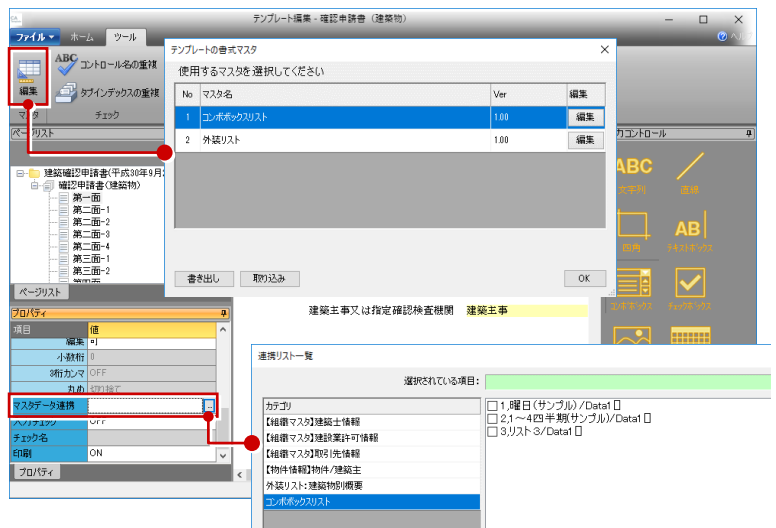 テンプレート編集 - 確認申請書（建築物）
ファイル
ホーム
ツール
編集
ABC
コントロール名の重複
タブインデックスの重複
マスタ
チェック
ページリスト
建築確認申請書(平成30年9月
確認申請書(建築物)
第一面
第二面-1
第二面-2
第二面-3
第二面-4
第三面-1
第三面-2
第四面
ページリスト
テンプレートの書式マスタ
使用するマスタを選択してください
No マスタ名 Ver 編集
1 コンボボックスリスト 1.00 編集
2 外装リスト 1.00 編集
書き出し 取り込み OK
力コントロール
ABC
文字列
直線
四角
AB
テキストボックス
コンボボックス
チェックボックス
建築主事又は指定確認検査機関 建築主事
プロパティ
項目 値
編集 可
小数桁 0
3桁カンマ OFF
丸め 切り捨て
マスタデータ連携 ...
入力チェック OFF
チェック名
印刷 ON
プロパティ
連携リスト一覧
選択されている項目:
カテゴリ
【組織マスタ】建築士情報
【組織マスタ】建設業許可情報
【組織マスタ】取引先情報
【物件情報】物件/建築主
外装リスト:建築物別概要
コンボボックスリスト
1,曜日(サンプル)/Data1 []
2,1～4四半期(サンプル)/Data1 []
3,リスト3/Data1 []